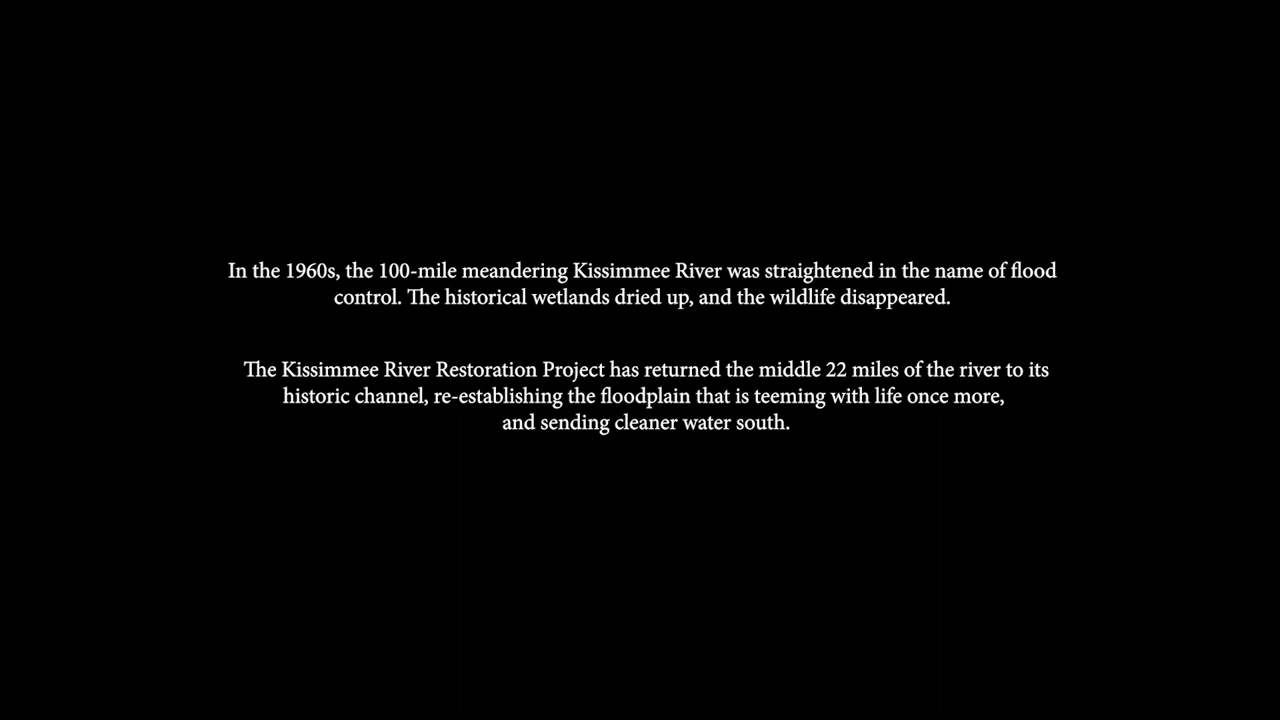 In the 1960s, the 100-mile meandering Kissimmee River was straightened in the name of flood
control. The historical wetlands dried up, and the wildlife disappeared.
The Kissimmee River Restoration Project has returned the middle 22 miles of the river to its
historic channel, re-establishing the floodplain that is teeming with life once more,
and sending cleaner water south.